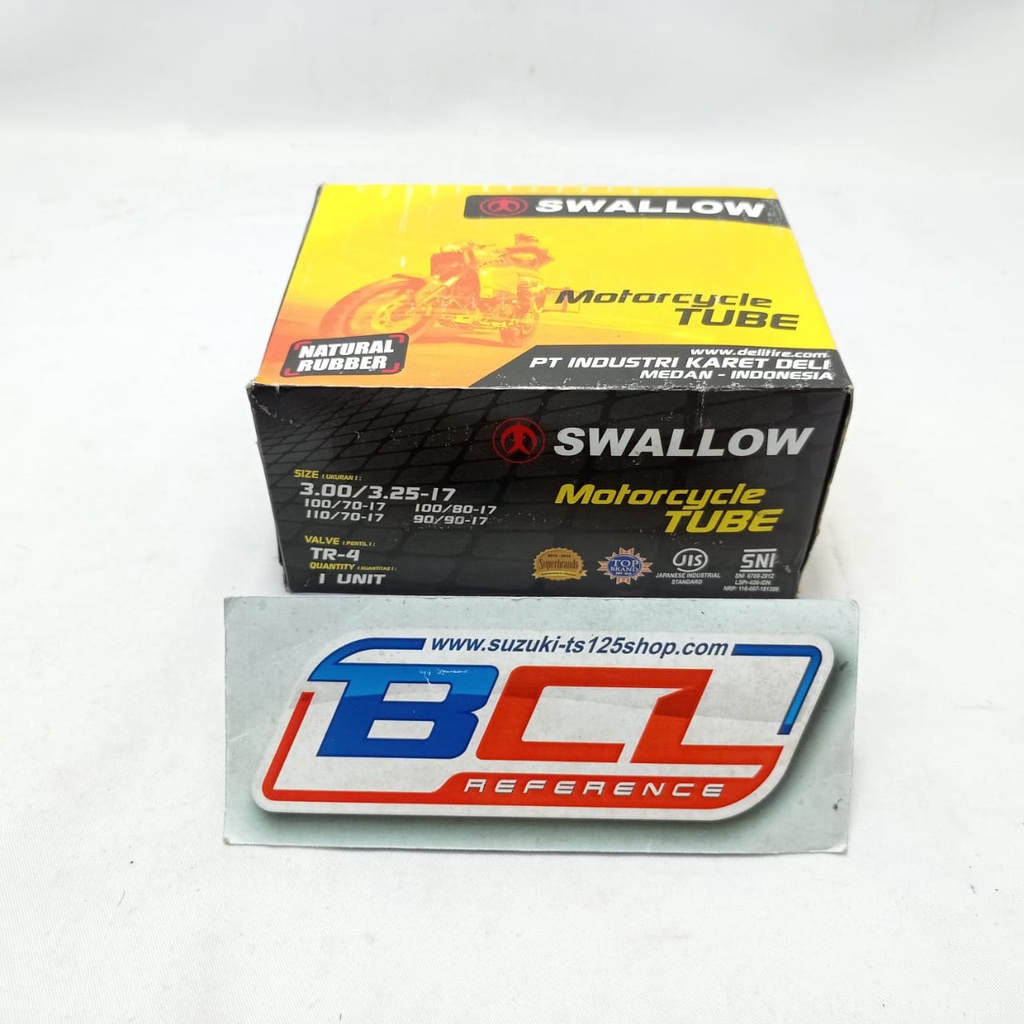 SWALLOW
Motorcycle
TUBE
NATURAL
RUBBER
www.delitire.com
PT INDUSTRI KARET DELI
MEDAN - INDONESIA
SWALLOW
Motorcycle
TUBE
SIZE ( UKURAN ) :
3.00/3.25-17
100/70-17 100/80-17
110/70-17 90/90-17
VALVE ( PENTIL ) :
TR-4
QUANTITY ( KUANTITAS ) :
1 UNIT
Superbrands
TOP
BRAND
JIS
JAPANESE INDUSTRIAL
STANDARD
SNI
www.suzuki-ts125shop.com
BCL
REFERENCE